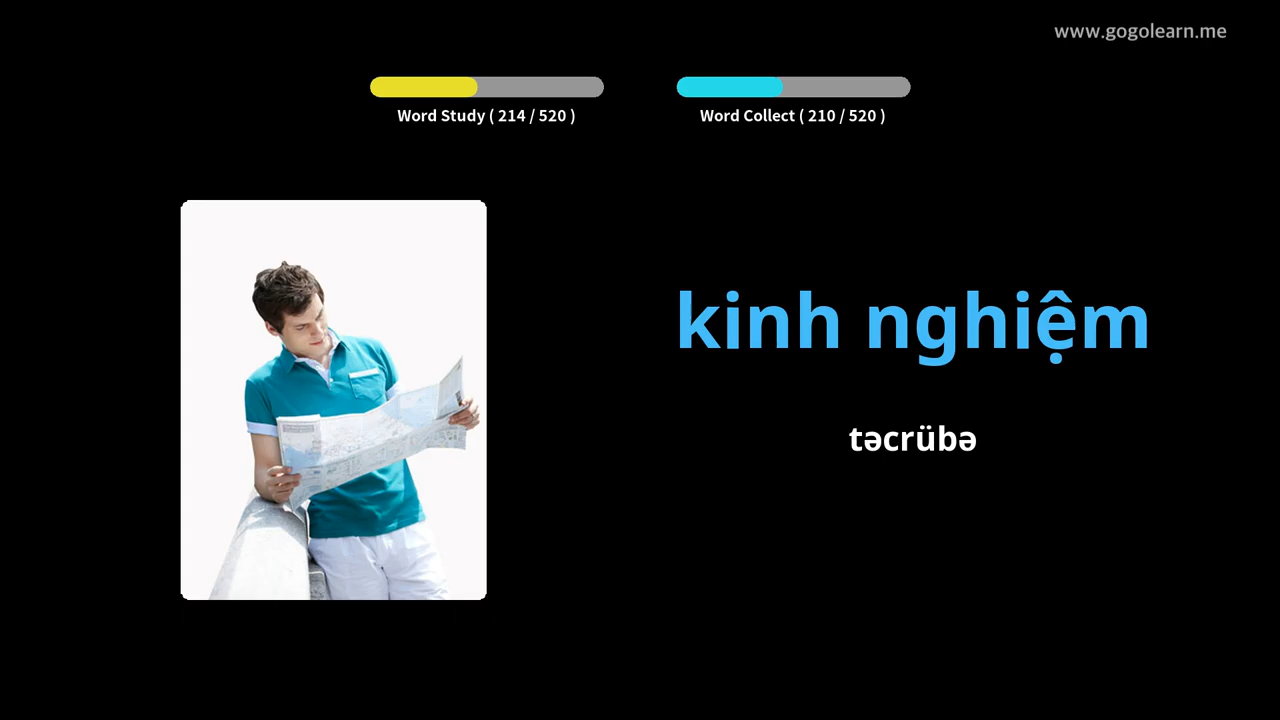 www.gogolearn.me
Word Study ( 214 / 520 )
Word Collect ( 210 / 520 )
kinh nghiệm
təcrübə